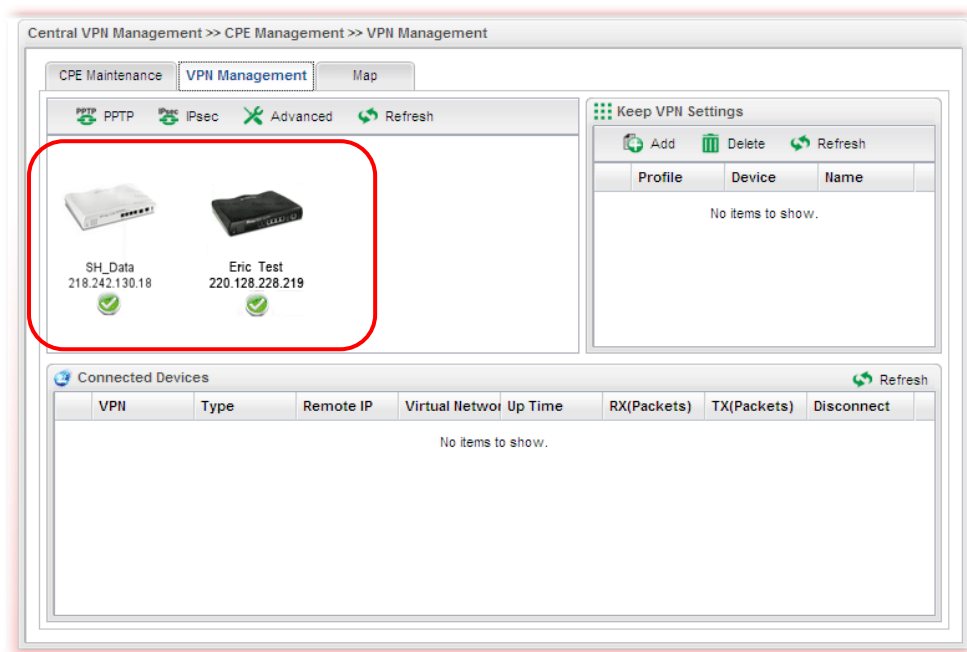 Central VPN Management >> CPE Management >> VPN Management
CPE Maintenance VPN Management Map
PPTP PPTP IPsec IPsec Advanced Refresh
SH_Data
218.242.130.18
Eric_Test
220.128.228.219
Keep VPN Settings
Add Delete Refresh
Profile Device Name
No items to show.
Connected Devices Refresh
VPN Type Remote IP Virtual Networ Up Time RX(Packets) TX(Packets) Disconnect
No items to show.